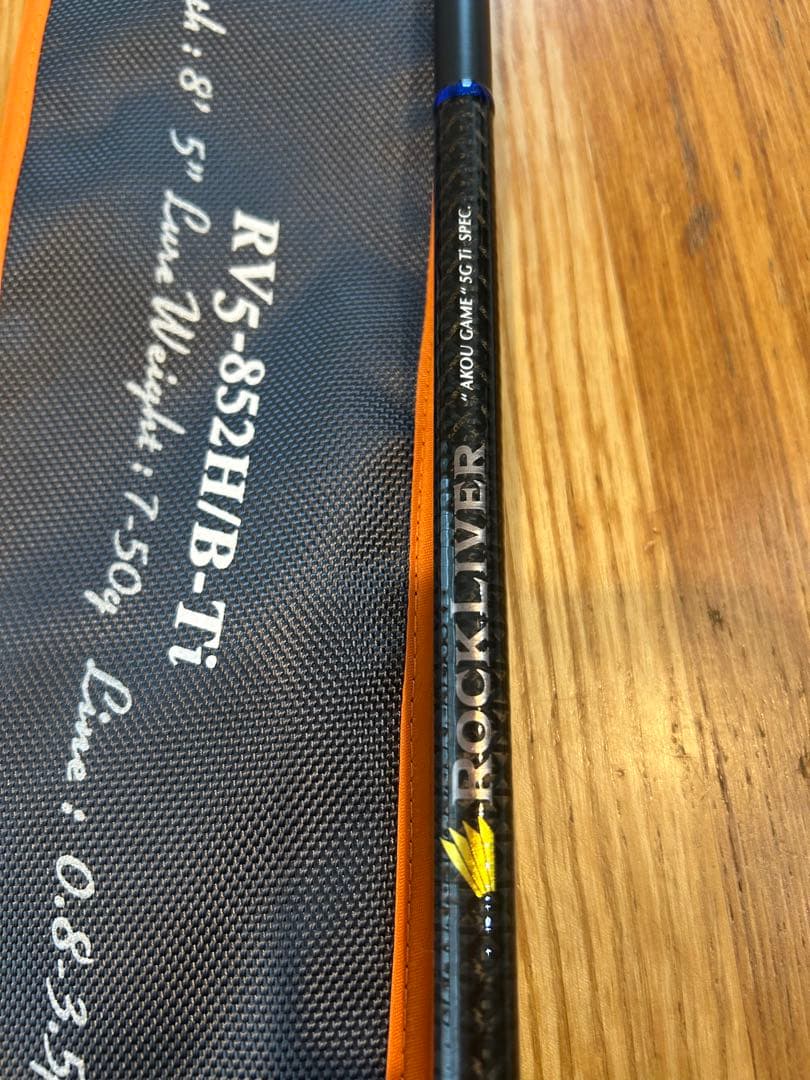 RV5-852H/B-Ti
: 8' 5" Lure Weight : 7-50g Line : 0.8-3.5
ROCKLIVER "AKOU GAME" 5G Ti SPEC.